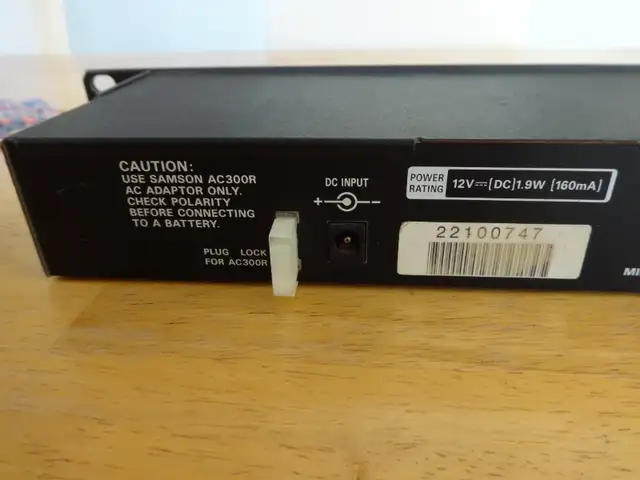 CAUTION:
USE SAMSON AC300R
AC ADAPTOR ONLY.
CHECK POLARITY
BEFORE CONNECTING
TO A BATTERY.
PLUG LOCK
FOR AC300R
DC INPUT
+ −
POWER
RATING
12V⎓[DC]1.9W [160mA]
22100747
MI